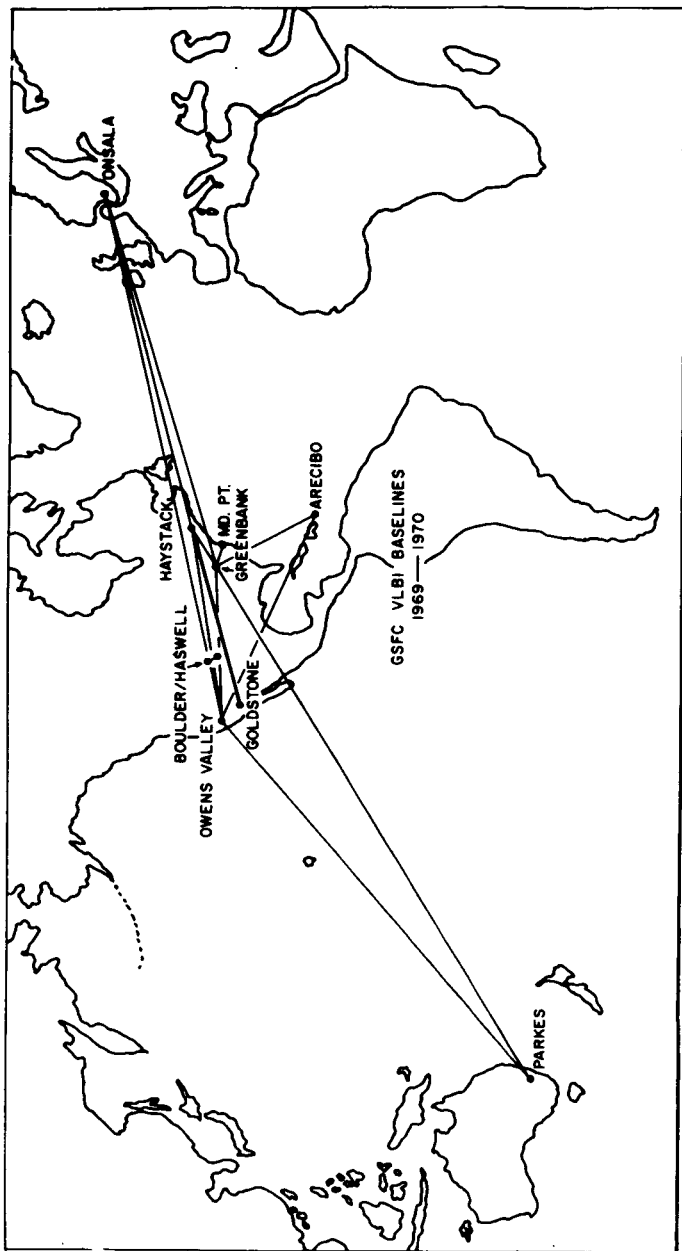 ONSALA
HAYSTACK
MD. PT.
GREENBANK
ARECIBO
BOULDER/HASWELL
OWENS VALLEY
GOLDSTONE
GSFC VLBI BASELINES
1969 — 1970
PARKES